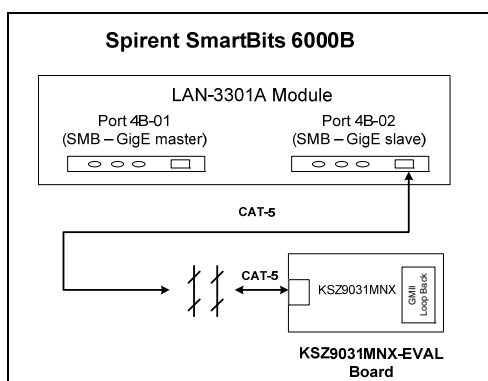 Spirent SmartBits 6000B
LAN-3301A Module
Port 4B-01
(SMB – GigE master)
Port 4B-02
(SMB – GigE slave)
CAT-5
CAT-5
KSZ9031MNX
GMII
Loop Back
KSZ9031MNX-EVAL
Board